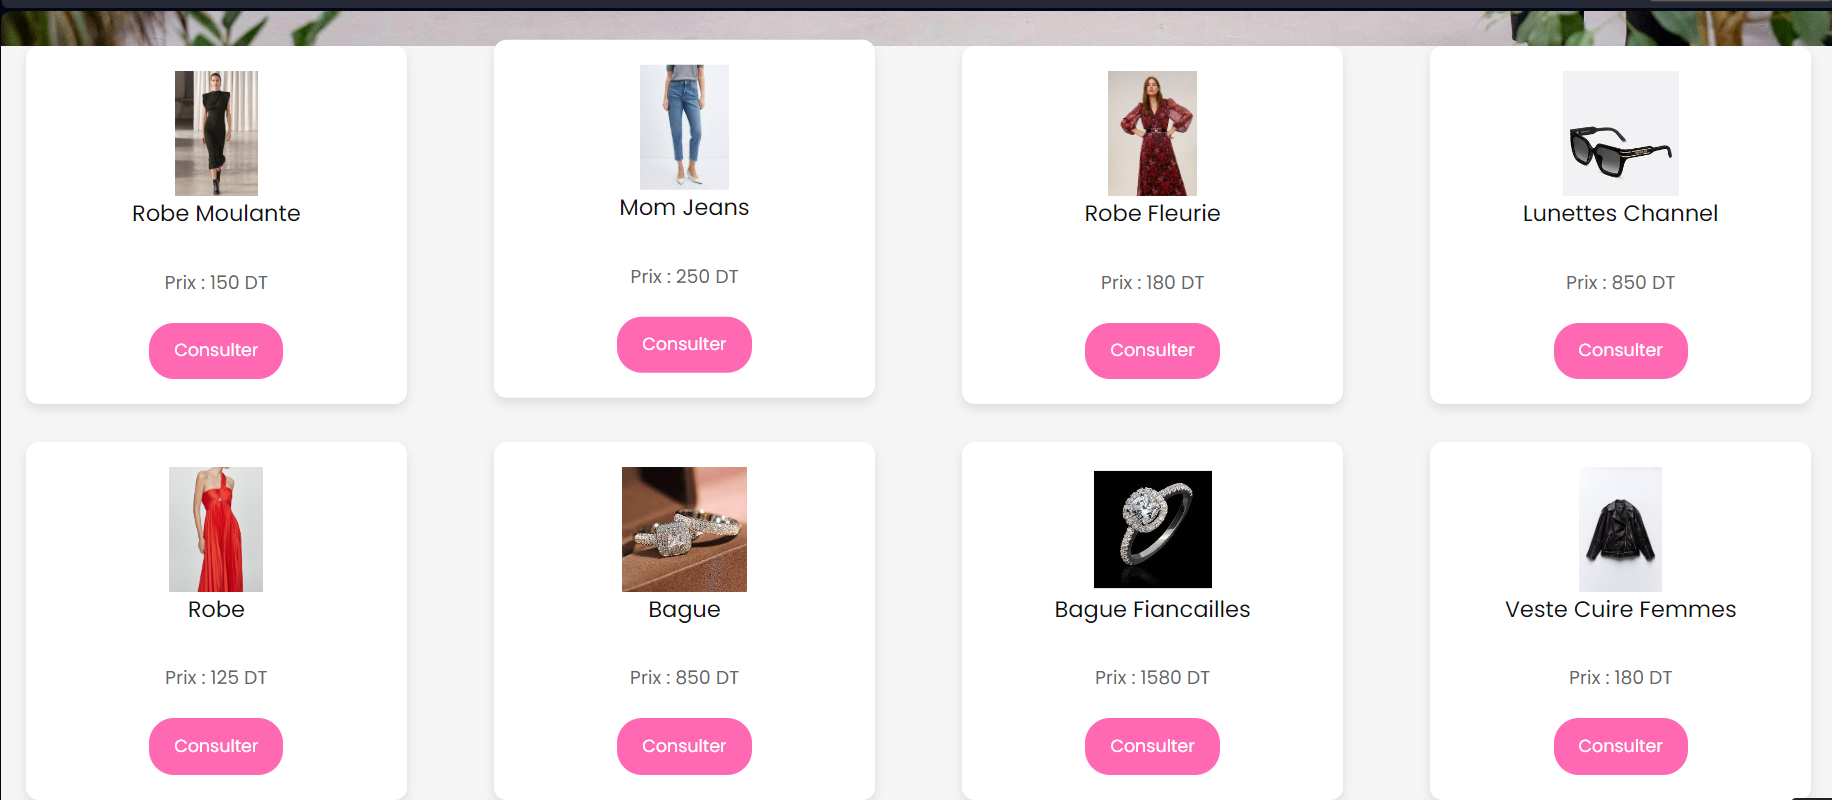 Robe Moulante
Prix : 150 DT
Consulter
Mom Jeans
Prix : 250 DT
Consulter
Robe Fleurie
Prix : 180 DT
Consulter
Lunettes Channel
Prix : 850 DT
Consulter
Robe
Prix : 125 DT
Consulter
Bague
Prix : 850 DT
Consulter
Bague Fiancailles
Prix : 1580 DT
Consulter
Veste Cuire Femmes
Prix : 180 DT
Consulter